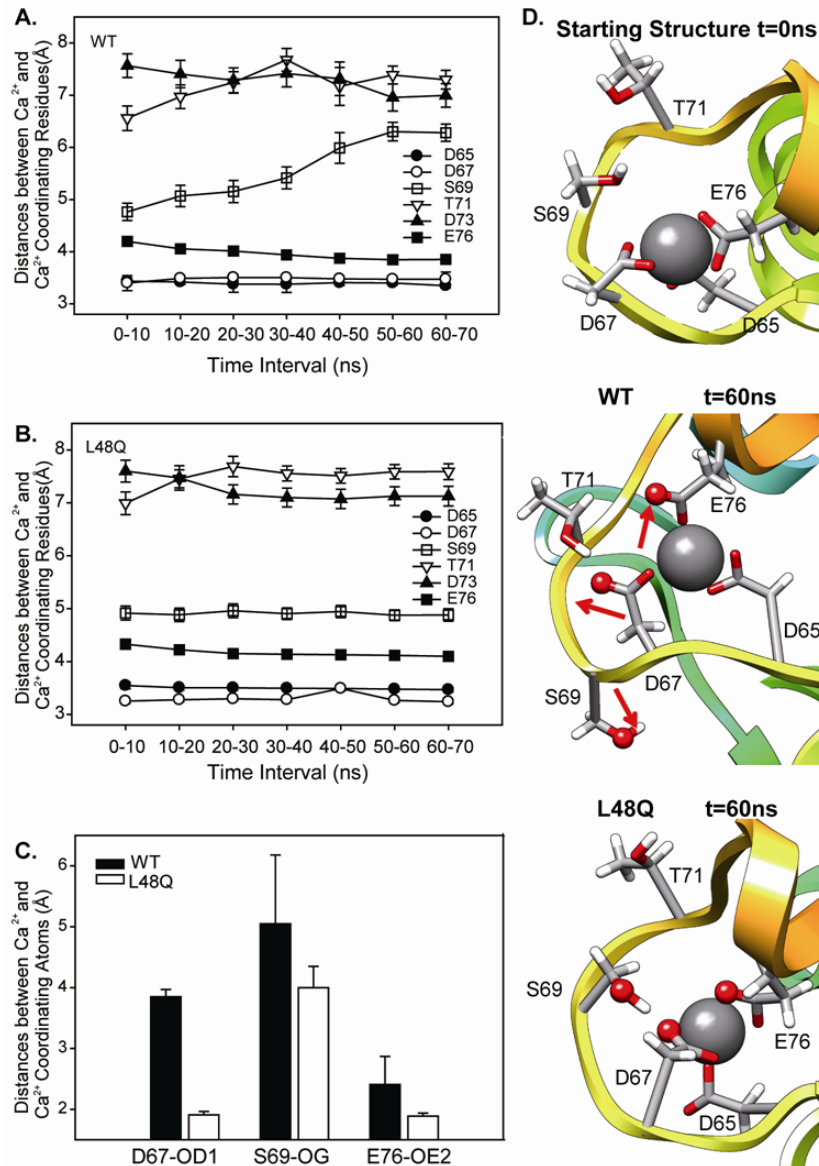 A.
WT
Distances between Ca2+ and
Ca2+ Coordinating Residues(Å)
8
7
6
5
4
3
D65
D67
S69
T71
D73
E76
0-10 10-20 20-30 30-40 40-50 50-60 60-70
Time Interval (ns)
B.
L48Q
Distances between Ca2+ and
Ca2+ Coordinating Residues(Å)
8
7
6
5
4
3
D65
D67
S69
T71
D73
E76
0-10 10-20 20-30 30-40 40-50 50-60 60-70
Time Interval (ns)
C.
WT
L48Q
Distances between Ca2+ and
Ca2+ Coordinating Atoms (Å)
6
5
4
3
2
D67-OD1 S69-OG E76-OE2
D.
Starting Structure t=0ns
T71
S69
E76
D67
D65
WT t=60ns
T71
E76
D65
S69
D67
L48Q t=60ns
T71
S69
E76
D67
D65